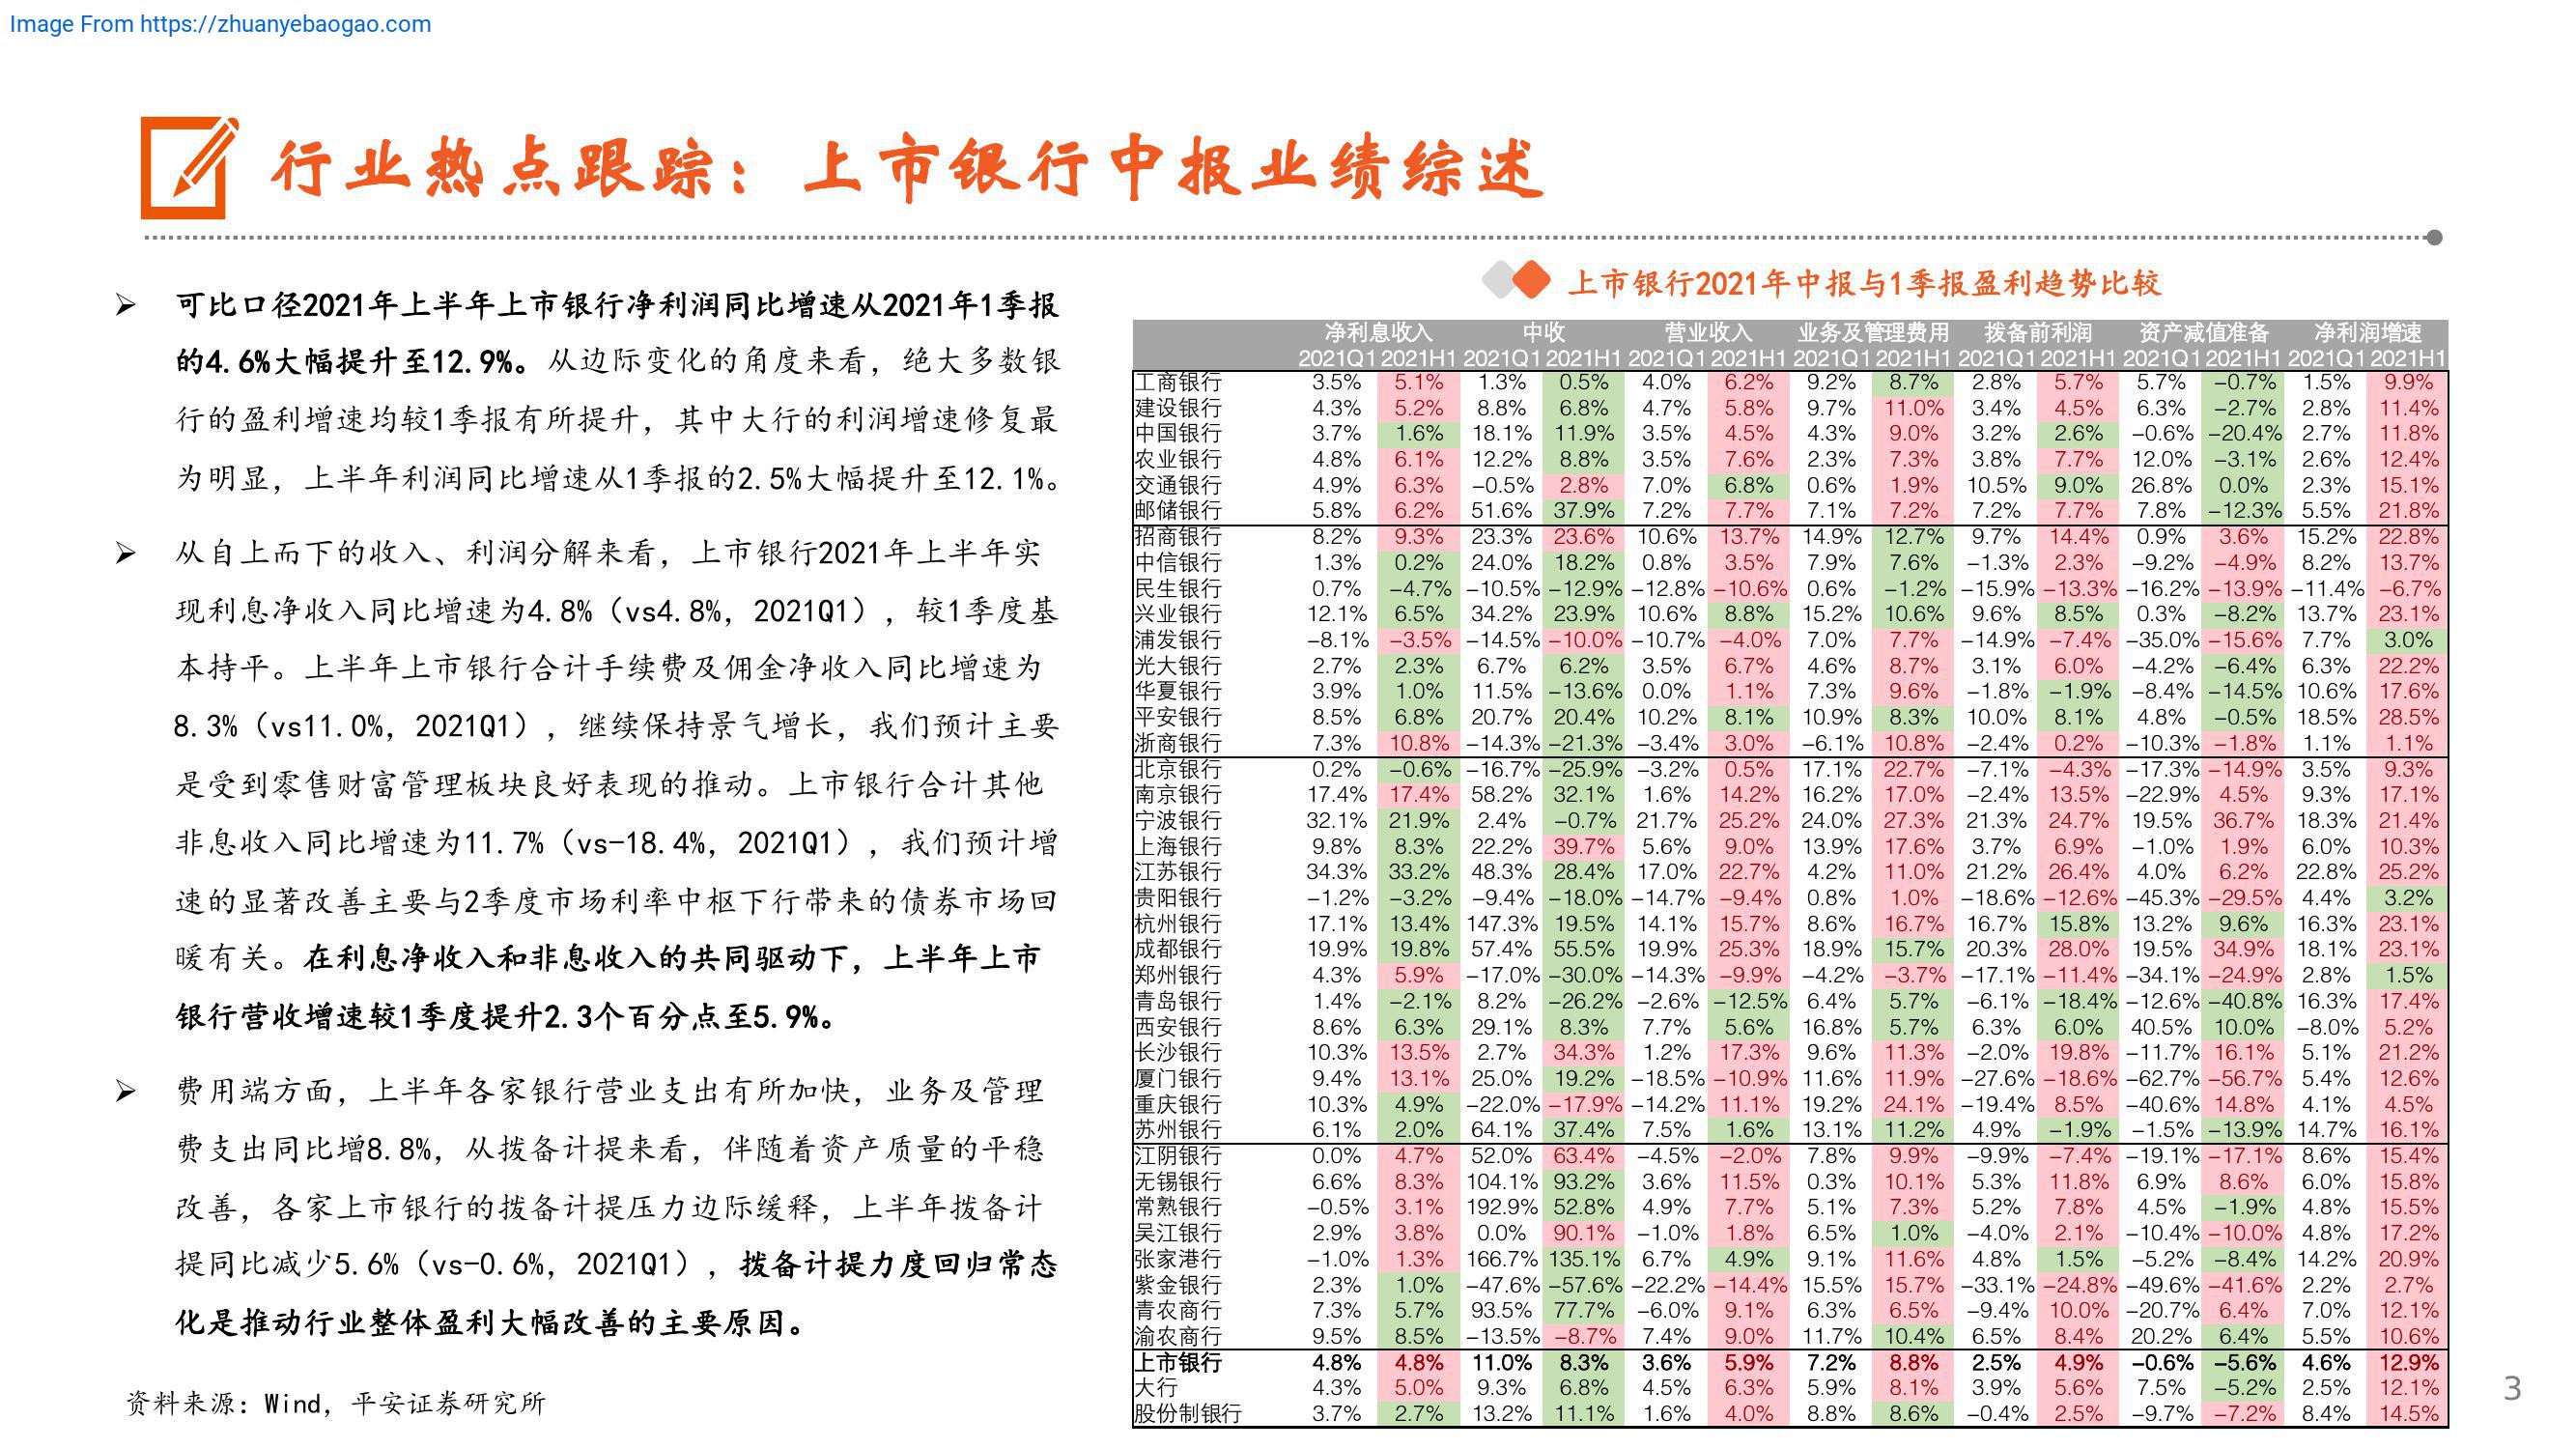 Image From https://zhuanyebaogao.com
行业热点跟踪：上市银行中报业绩综述
➢ 可比口径2021年上半年上市银行净利润同比增速从2021年1季报
的4.6%大幅提升至12.9%。从边际变化的角度来看，绝大多数银
行的盈利增速均较1季报有所提升，其中大行的利润增速修复最
为明显，上半年利润同比增速从1季报的2.5%大幅提升至12.1%。
➢ 从自上而下的收入、利润分解来看，上市银行2021年上半年实
现利息净收入同比增速为4.8%（vs4.8%，2021Q1），较1季度基
本持平。上半年上市银行合计手续费及佣金净收入同比增速为
8.3%（vs11.0%，2021Q1），继续保持景气增长，我们预计主要
是受到零售财富管理板块良好表现的推动。上市银行合计其他
非息收入同比增速为11.7%（vs-18.4%，2021Q1），我们预计增
速的显著改善主要与2季度市场利率中枢下行带来的债券市场回
暖有关。在利息净收入和非息收入的共同驱动下，上半年上市
银行营收增速较1季度提升2.3个百分点至5.9%。
➢ 费用端方面，上半年各家银行营业支出有所加快，业务及管理
费支出同比增8.8%，从拨备计提来看，伴随着资产质量的平稳
改善，各家上市银行的拨备计提压力边际缓释，上半年拨备计
提同比减少5.6%（vs-0.6%，2021Q1），拨备计提力度回归常态
化是推动行业整体盈利大幅改善的主要原因。
资料来源：Wind，平安证券研究所
上市银行2021年中报与1季报盈利趋势比较
净利息收入 中收 营业收入 业务及管理费用 拨备前利润 资产减值准备 净利润增速
2021Q1 2021H1 2021Q1 2021H1 2021Q1 2021H1 2021Q1 2021H1 2021Q1 2021H1 2021Q1 2021H1 2021Q1 2021H1
工商银行 3.5% 5.1% 1.3% 0.5% 4.0% 6.2% 9.2% 8.7% 2.8% 5.7% 5.7% -0.7% 1.5% 9.9%
建设银行 4.3% 5.2% 8.8% 6.8% 4.7% 5.8% 9.7% 11.0% 3.4% 4.5% 6.3% -2.7% 2.8% 11.4%
中国银行 3.7% 1.6% 18.1% 11.9% 3.5% 4.5% 4.3% 9.0% 3.2% 2.6% -0.6% -20.4% 2.7% 11.8%
农业银行 4.8% 6.1% 12.2% 8.8% 3.5% 7.6% 2.3% 7.3% 3.8% 7.7% 12.0% -3.1% 2.6% 12.4%
交通银行 4.9% 6.3% -0.5% 2.8% 7.0% 6.8% 0.6% 1.9% 10.5% 9.0% 26.8% 0.0% 2.3% 15.1%
邮储银行 5.8% 6.2% 51.6% 37.9% 7.2% 7.7% 7.1% 7.2% 7.2% 7.7% 7.8% -12.3% 5.5% 21.8%
招商银行 8.2% 9.3% 23.3% 23.6% 10.6% 13.7% 14.9% 12.7% 9.7% 14.4% 0.9% 3.6% 15.2% 22.8%
中信银行 1.3% 0.2% 24.0% 18.2% 0.8% 3.5% 7.9% 7.6% -1.3% 2.3% -9.2% -4.9% 8.2% 13.7%
民生银行 0.7% -4.7% -10.5% -12.9% -12.8% -10.6% 0.6% -1.2% -15.9% -13.3% -16.2% -13.9% -11.4% -6.7%
兴业银行 12.1% 6.5% 34.2% 23.9% 10.6% 8.8% 15.2% 10.6% 9.6% 8.5% 0.3% -8.2% 13.7% 23.1%
浦发银行 -8.1% -3.5% -14.5% -10.0% -10.7% -4.0% 7.0% 7.7% -14.9% -7.4% -35.0% -15.6% 7.7% 3.0%
光大银行 2.7% 2.3% 6.7% 6.2% 3.5% 6.7% 4.6% 8.7% 3.1% 6.0% -4.2% -6.4% 6.3% 22.2%
华夏银行 3.9% 1.0% 11.5% -13.6% 0.0% 1.1% 7.3% 9.6% -1.8% -1.9% -8.4% -14.5% 10.6% 17.6%
平安银行 8.5% 6.8% 20.7% 20.4% 10.2% 8.1% 10.9% 8.3% 10.0% 8.1% 4.8% -0.5% 18.5% 28.5%
浙商银行 7.3% 10.8% -14.3% -21.3% -3.4% 3.0% -6.1% 10.8% -2.4% 0.2% -10.3% -1.8% 1.1% 1.1%
北京银行 0.2% -0.6% -16.7% -25.9% -3.2% 0.5% 17.1% 22.7% -7.1% -4.3% -17.3% -14.9% 3.5% 9.3%
南京银行 17.4% 17.4% 58.2% 32.1% 1.6% 14.2% 16.2% 17.0% -2.4% 13.5% -22.9% 4.5% 9.3% 17.1%
宁波银行 32.1% 21.9% 2.4% -0.7% 21.7% 25.2% 24.0% 27.3% 21.3% 24.7% 19.5% 36.7% 18.3% 21.4%
上海银行 9.8% 8.3% 22.2% 39.7% 5.6% 9.0% 13.9% 17.6% 3.7% 6.9% -1.0% 1.9% 6.0% 10.3%
江苏银行 34.3% 33.2% 48.3% 28.4% 17.0% 22.7% 4.2% 11.0% 21.2% 26.4% 4.0% 6.2% 22.8% 25.2%
贵阳银行 -1.2% -3.2% -9.4% -18.0% -14.7% -9.4% 0.8% 1.0% -18.6% -12.6% -45.3% -29.5% 4.4% 3.2%
杭州银行 17.1% 13.4% 147.3% 19.5% 14.1% 15.7% 8.6% 16.7% 16.7% 15.8% 13.2% 9.6% 16.3% 23.1%
成都银行 19.9% 19.8% 57.4% 55.5% 19.9% 25.3% 18.9% 15.7% 20.3% 28.0% 19.5% 34.9% 18.1% 23.1%
郑州银行 4.3% 5.9% -17.0% -30.0% -14.3% -9.9% -4.2% -3.7% -17.1% -11.4% -34.1% -24.9% 2.8% 1.5%
青岛银行 1.4% -2.1% 8.2% -26.2% -2.6% -12.5% 6.4% 5.7% -6.1% -18.4% -12.6% -40.8% 16.3% 17.4%
西安银行 8.6% 6.3% 29.1% 8.3% 7.7% 5.6% 16.8% 5.7% 6.3% 6.0% 40.5% 10.0% -8.0% 5.2%
长沙银行 10.3% 13.5% 2.7% 34.3% 1.2% 17.3% 9.6% 11.3% -2.0% 19.8% -11.7% 16.1% 5.1% 21.2%
厦门银行 9.4% 13.1% 25.0% 19.2% -18.5% -10.9% 11.6% 11.9% -27.6% -18.6% -62.7% -56.7% 5.4% 12.6%
重庆银行 10.3% 4.9% -22.0% -17.9% -14.2% 11.1% 19.2% 24.1% -19.4% 8.5% -40.6% 14.8% 4.1% 4.5%
苏州银行 6.1% 2.0% 64.1% 37.4% 7.5% 1.6% 13.1% 11.2% 4.9% -1.9% -1.5% -13.9% 14.7% 16.1%
江阴银行 0.0% 4.7% 52.0% 63.4% -4.5% -2.0% 7.8% 9.9% -9.9% -7.4% -19.1% -17.1% 8.6% 15.4%
无锡银行 6.6% 8.3% 104.1% 93.2% 3.6% 11.5% 0.3% 10.1% 5.3% 11.8% 6.9% 8.6% 6.0% 15.8%
常熟银行 -0.5% 3.1% 192.9% 52.8% 4.9% 7.7% 5.1% 7.3% 5.2% 7.8% 4.5% -1.9% 4.8% 15.5%
吴江银行 2.9% 3.8% 0.0% 90.1% -1.0% 1.8% 6.5% 1.0% -4.0% 2.1% -10.4% -10.0% 4.8% 17.2%
张家港行 -1.0% 1.3% 166.7% 135.1% 6.7% 4.9% 9.1% 11.6% 4.8% 1.5% -5.2% -8.4% 14.2% 20.9%
紫金银行 2.3% 1.0% -47.6% -57.6% -22.2% -14.4% 15.5% 15.7% -33.1% -24.8% -49.6% -41.6% 2.2% 2.7%
青农商行 7.3% 5.7% 93.5% 77.7% -6.0% 9.1% 6.3% 6.5% -9.4% 10.0% -20.7% 6.4% 7.0% 12.1%
渝农商行 9.5% 8.5% -13.5% -8.7% 7.4% 9.0% 11.7% 10.4% 6.5% 8.4% 20.2% 6.4% 5.5% 10.6%
上市银行 4.8% 4.8% 11.0% 8.3% 3.6% 5.9% 7.2% 8.8% 2.5% 4.9% -0.6% -5.6% 4.6% 12.9%
大行 4.3% 5.0% 9.3% 6.8% 4.5% 6.3% 5.9% 8.1% 3.9% 5.6% 7.5% -5.2% 2.5% 12.1%
股份制银行 3.7% 2.7% 13.2% 11.1% 1.6% 4.0% 8.8% 8.6% -0.4% 2.5% -9.7% -7.2% 8.4% 14.5%
3